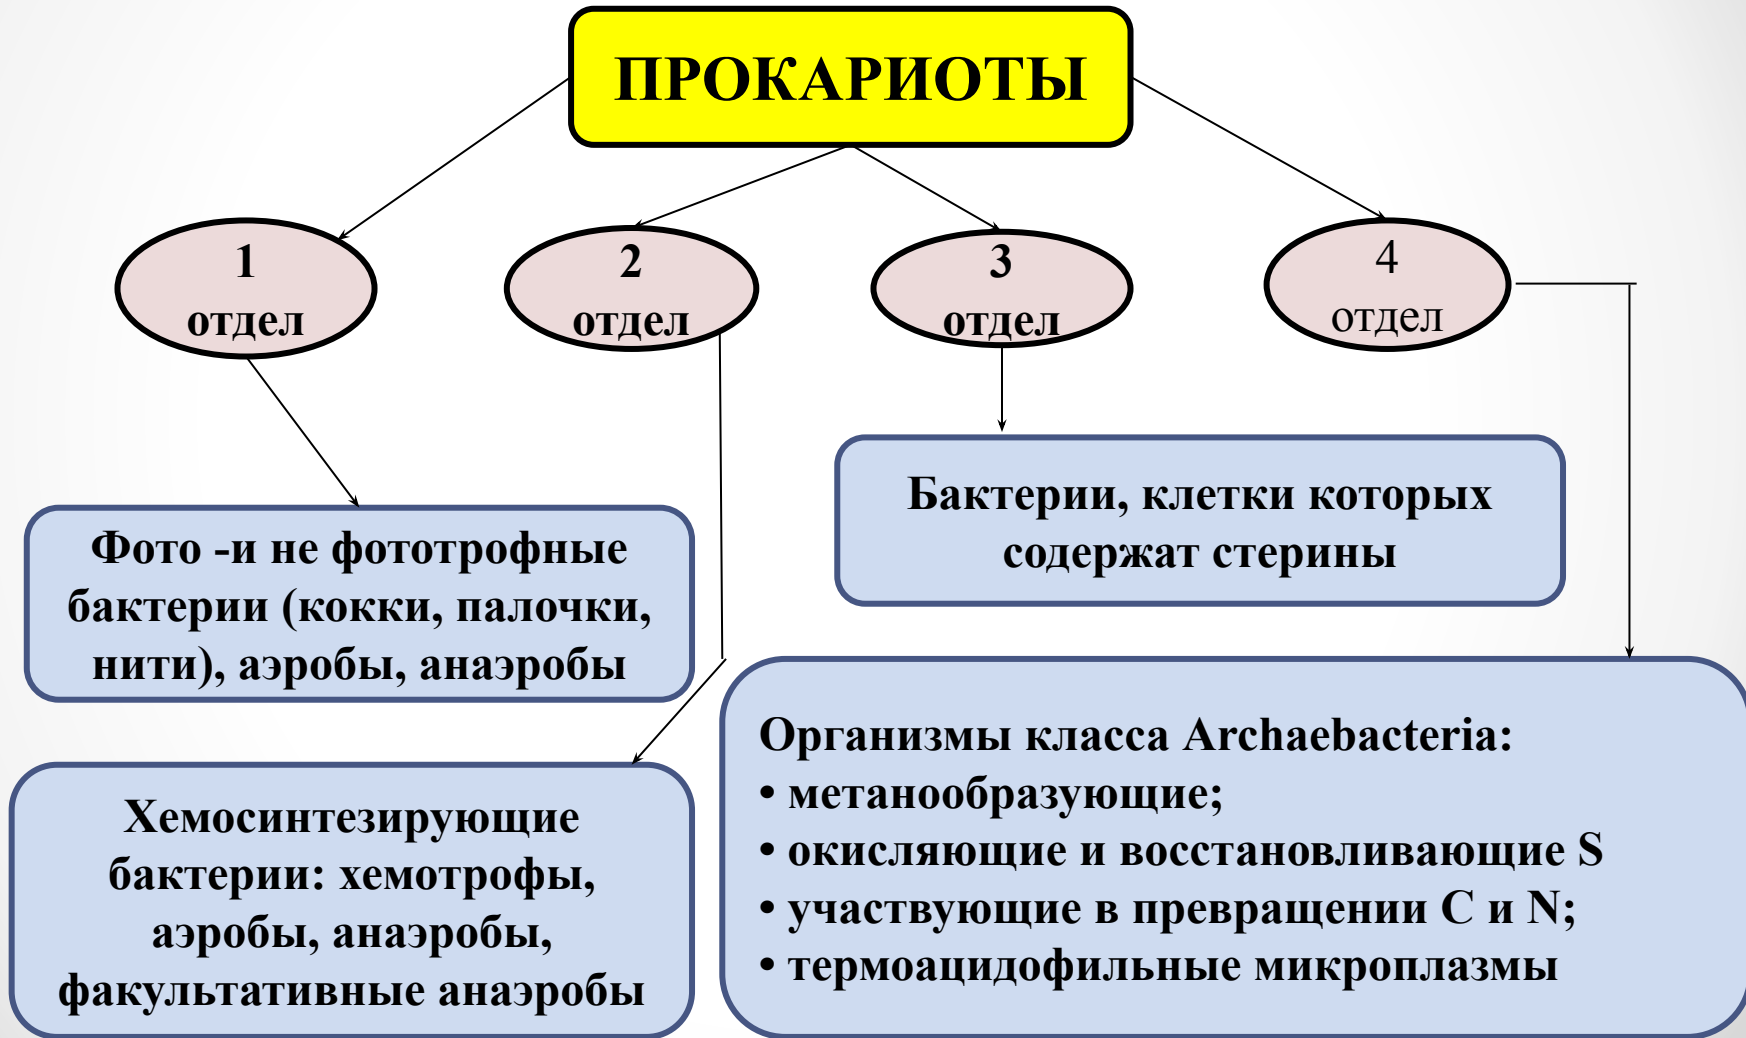 ПРОКАРИОТЫ
1
отдел
2
отдел
3
отдел
4
отдел
Фото -и не фототрофные
бактерии (кокки, палочки,
нити), аэробы, анаэробы
Бактерии, клетки которых
содержат стерины
Хемосинтезирующие
бактерии: хемотрофы,
аэробы, анаэробы,
факультативные анаэробы
Организмы класса Archaebacteria:
• метанообразующие;
• окисляющие и восстановливающие S
• участвующие в превращении C и N;
• термоацидофильные микроплазмы